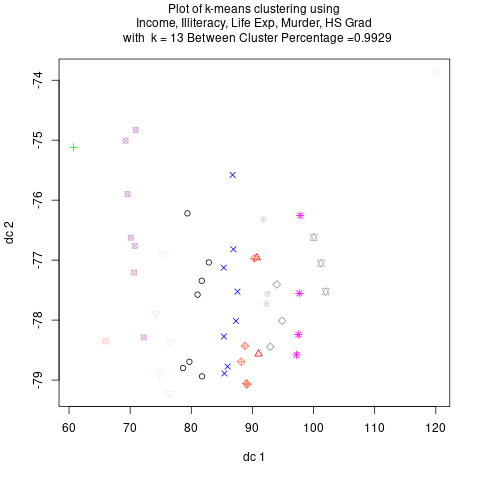 Plot of k-means clustering using
Income, Illiteracy, Life Exp, Murder, HS Grad
with  k = 13 Between Cluster Percentage =0.9929
-74
-75
-76
-77
-78
-79
dc 2
60 70 80 90 100 110 120
dc 1